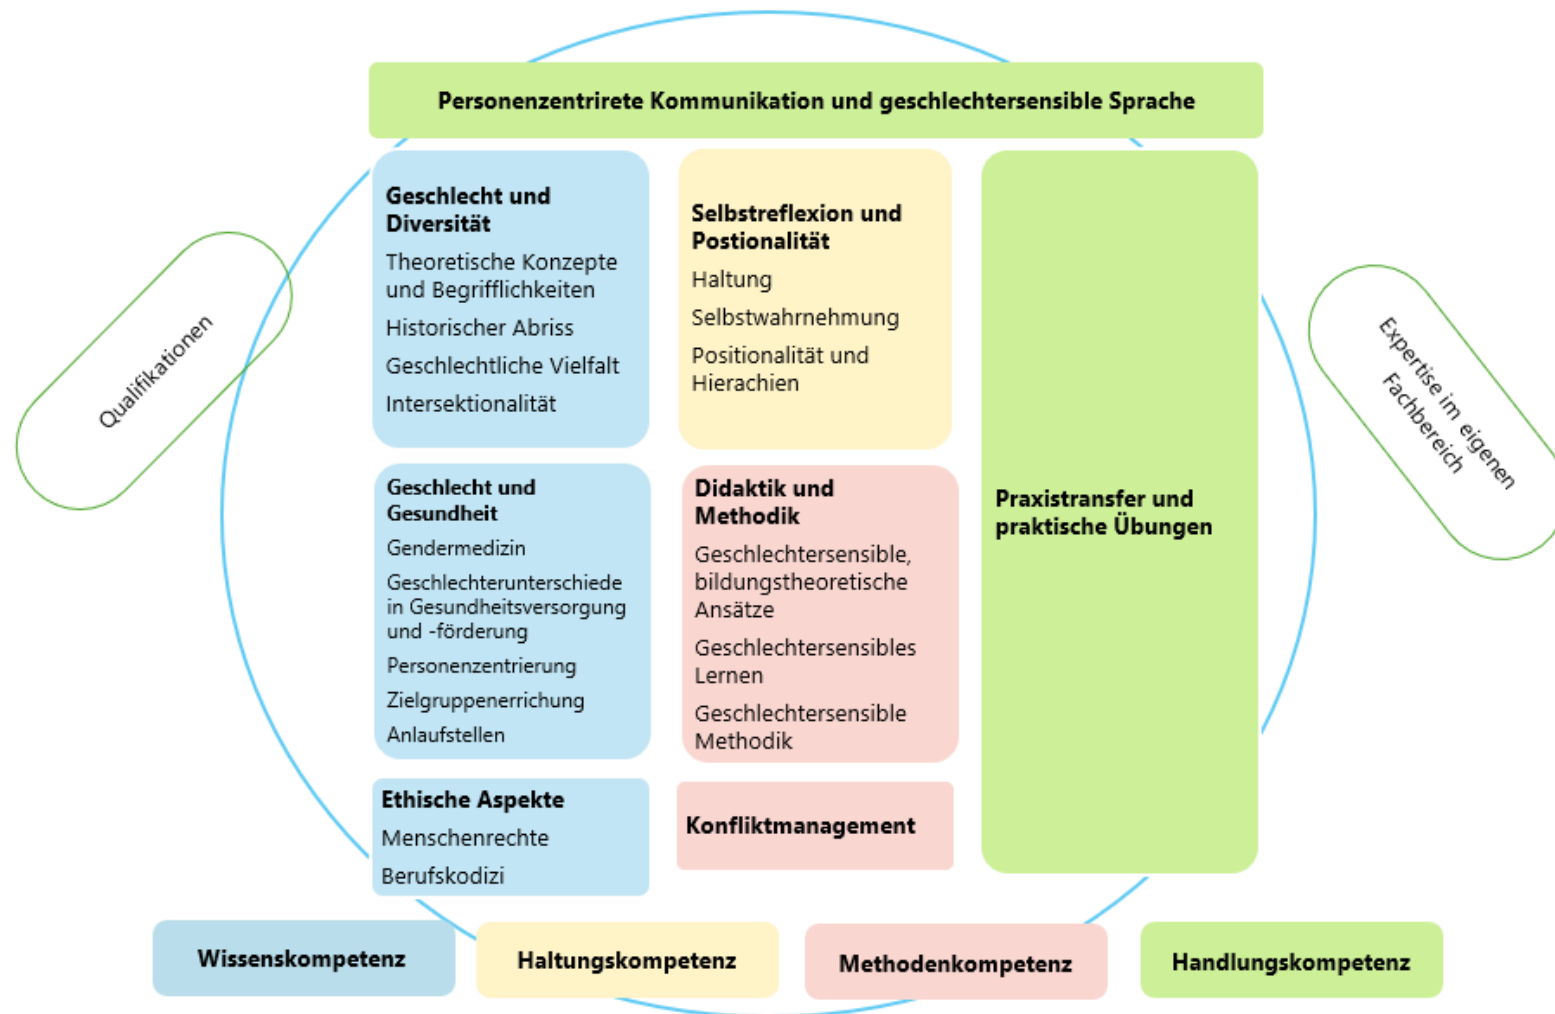 Personenzentrirete Kommunikation und geschlechtersensible Sprache
Geschlecht und
Diversität
Theoretische Konzepte
und Begrifflichkeiten
Historischer Abriss
Geschlechtliche Vielfalt
Intersektionalität
Selbstreflexion und
Postionalität
Haltung
Selbstwahrnehmung
Positionalität und
Hierachien
Qualifikationen
Expertise im eigenen
Fachbereich
Geschlecht und
Gesundheit
Gendermedizin
Geschlechterunterschiede
in Gesundheitsversorgung
und -förderung
Personenzentrierung
Zielgruppenerrichung
Anlaufstellen
Didaktik und
Methodik
Geschlechtersensible,
bildungstheoretische
Ansätze
Geschlechtersensibles
Lernen
Geschlechtersensible
Methodik
Praxistransfer und
praktische Übungen
Ethische Aspekte
Menschenrechte
Berufskodizi
Konfliktmanagement
Wissenskompetenz
Haltungskompetenz
Methodenkompetenz
Handlungskompetenz